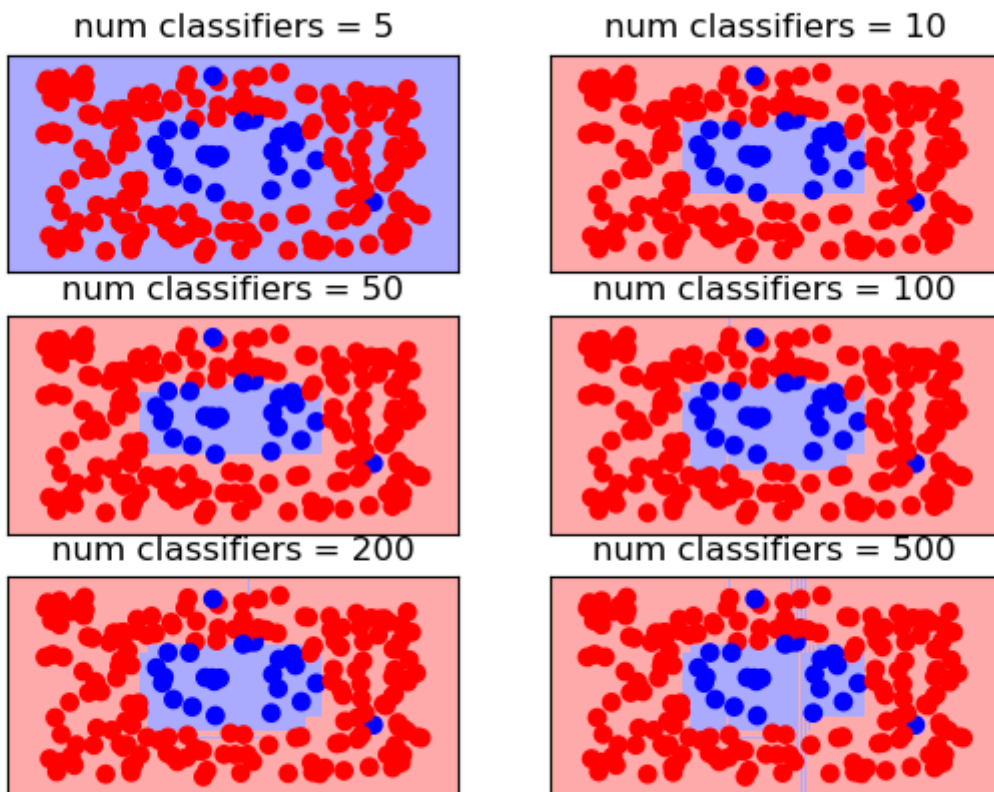 num classifiers = 5
num classifiers = 10
num classifiers = 50
num classifiers = 100
num classifiers = 200
num classifiers = 500